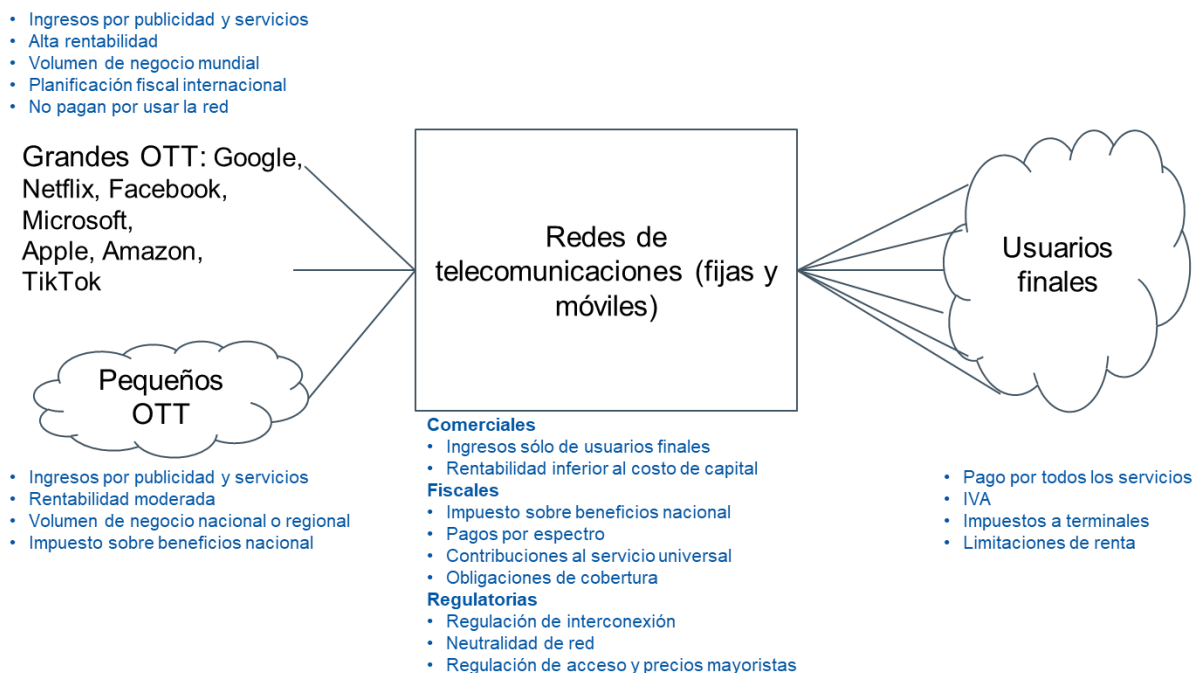 • Ingresos por publicidad y servicios
• Alta rentabilidad
• Volumen de negocio mundial
• Planificación fiscal internacional
• No pagan por usar la red
Grandes OTT: Google,
Netflix, Facebook,
Microsoft,
Apple, Amazon,
TikTok
Pequeños
OTT
• Ingresos por publicidad y servicios
• Rentabilidad moderada
• Volumen de negocio nacional o regional
• Impuesto sobre beneficios nacional
Redes de
telecomunicaciones (fijas y
móviles)
Comerciales
• Ingresos sólo de usuarios finales
• Rentabilidad inferior al costo de capital
Fiscales
• Impuesto sobre beneficios nacional
• Pagos por espectro
• Contribuciones al servicio universal
• Obligaciones de cobertura
Regulatorias
• Regulación de interconexión
• Neutralidad de red
• Regulación de acceso y precios mayoristas
Usuarios
finales
• Pago por todos los servicios
• IVA
• Impuestos a terminales
• Limitaciones de renta